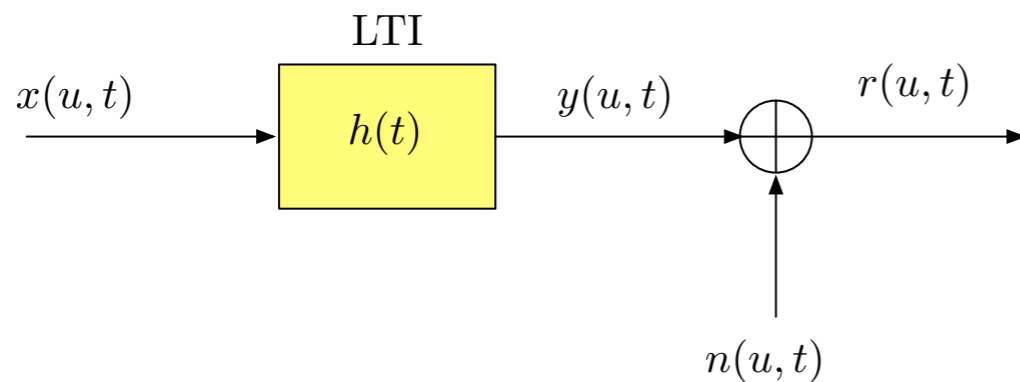 LTI
x(u, t)
h(t)
y(u, t)
r(u, t)
n(u, t)